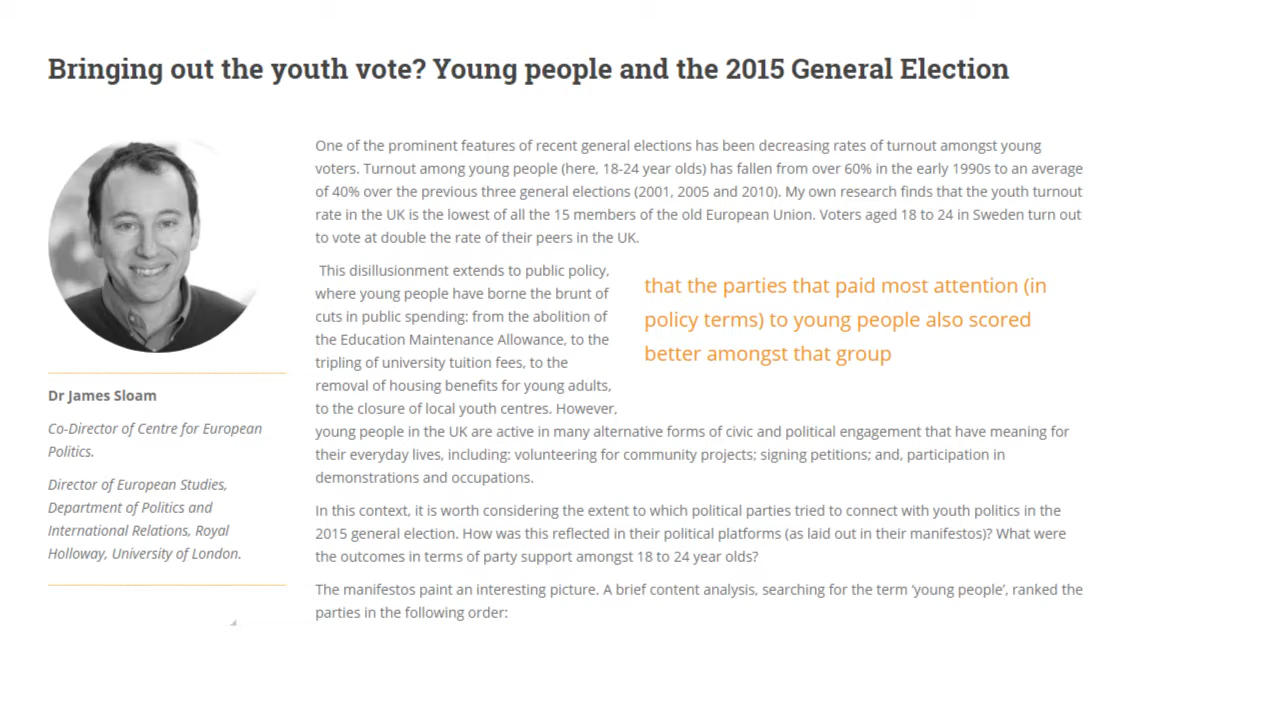 Bringing out the youth vote? Young people and the 2015 General Election
Dr James Sloam
Co-Director of Centre for European
Politics.
Director of European Studies,
Department of Politics and
International Relations, Royal
Holloway, University of London.
One of the prominent features of recent general elections has been decreasing rates of turnout amongst young
voters. Turnout among young people (here, 18-24 year olds) has fallen from over 60% in the early 1990s to an average
of 40% over the previous three general elections (2001, 2005 and 2010). My own research finds that the youth turnout
rate in the UK is the lowest of all the 15 members of the old European Union. Voters aged 18 to 24 in Sweden turn out
to vote at double the rate of their peers in the UK.
This disillusionment extends to public policy,
where young people have borne the brunt of
cuts in public spending: from the abolition of
the Education Maintenance Allowance, to the
tripling of university tuition fees, to the
removal of housing benefits for young adults,
to the closure of local youth centres. However,
that the parties that paid most attention (in
policy terms) to young people also scored
better amongst that group
young people in the UK are active in many alternative forms of civic and political engagement that have meaning for
their everyday lives, including: volunteering for community projects; signing petitions; and, participation in
demonstrations and occupations.
In this context, it is worth considering the extent to which political parties tried to connect with youth politics in the
2015 general election. How was this reflected in their political platforms (as laid out in their manifestos)? What were
the outcomes in terms of party support amongst 18 to 24 year olds?
The manifestos paint an interesting picture. A brief content analysis, searching for the term ‘young people’, ranked the
parties in the following order: